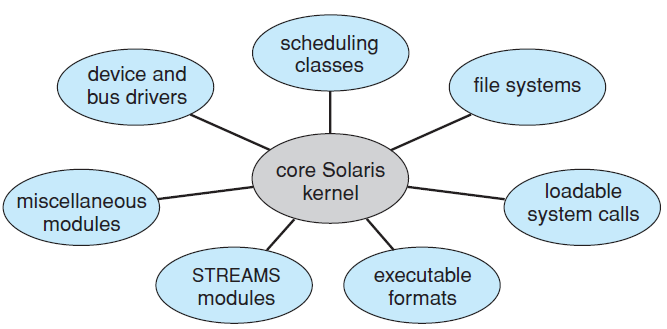 scheduling
classes
device and
bus drivers
file systems
core Solaris
kernel
miscellaneous
modules
loadable
system calls
STREAMS
modules
executable
formats